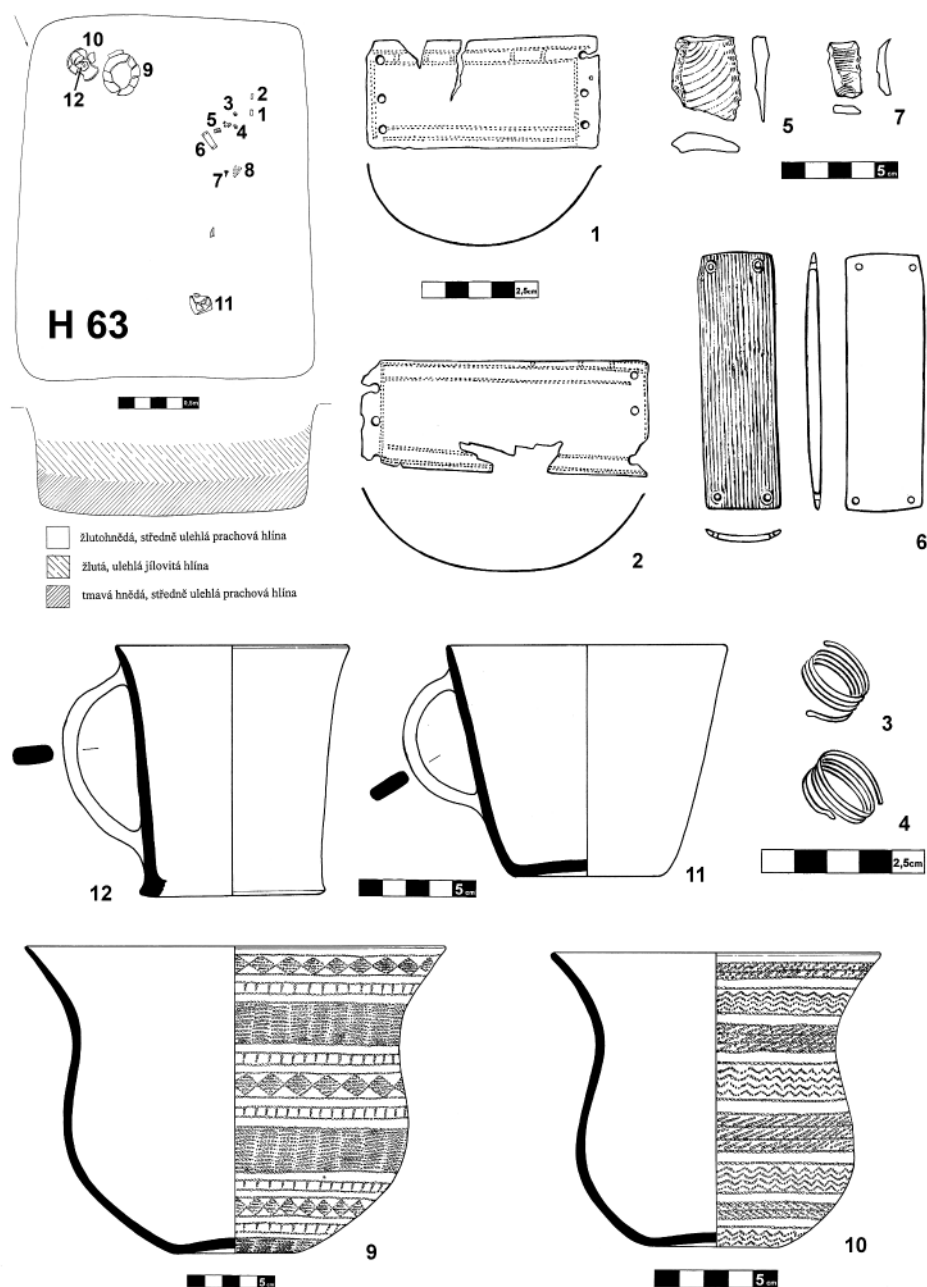 10
9
12
2
3
1
5
4
6
7
8
11
H 63
0,5m
žlutohnědá, středně ulehlá prachová hlína
žlutá, ulehlá jílovitá hlína
tmavá hnědá, středně ulehlá prachová hlína
1
2,5cm
2
5
7
5 cm
6
12
5 cm
11
3
4
2,5cm
9
5 cm
10
5 cm